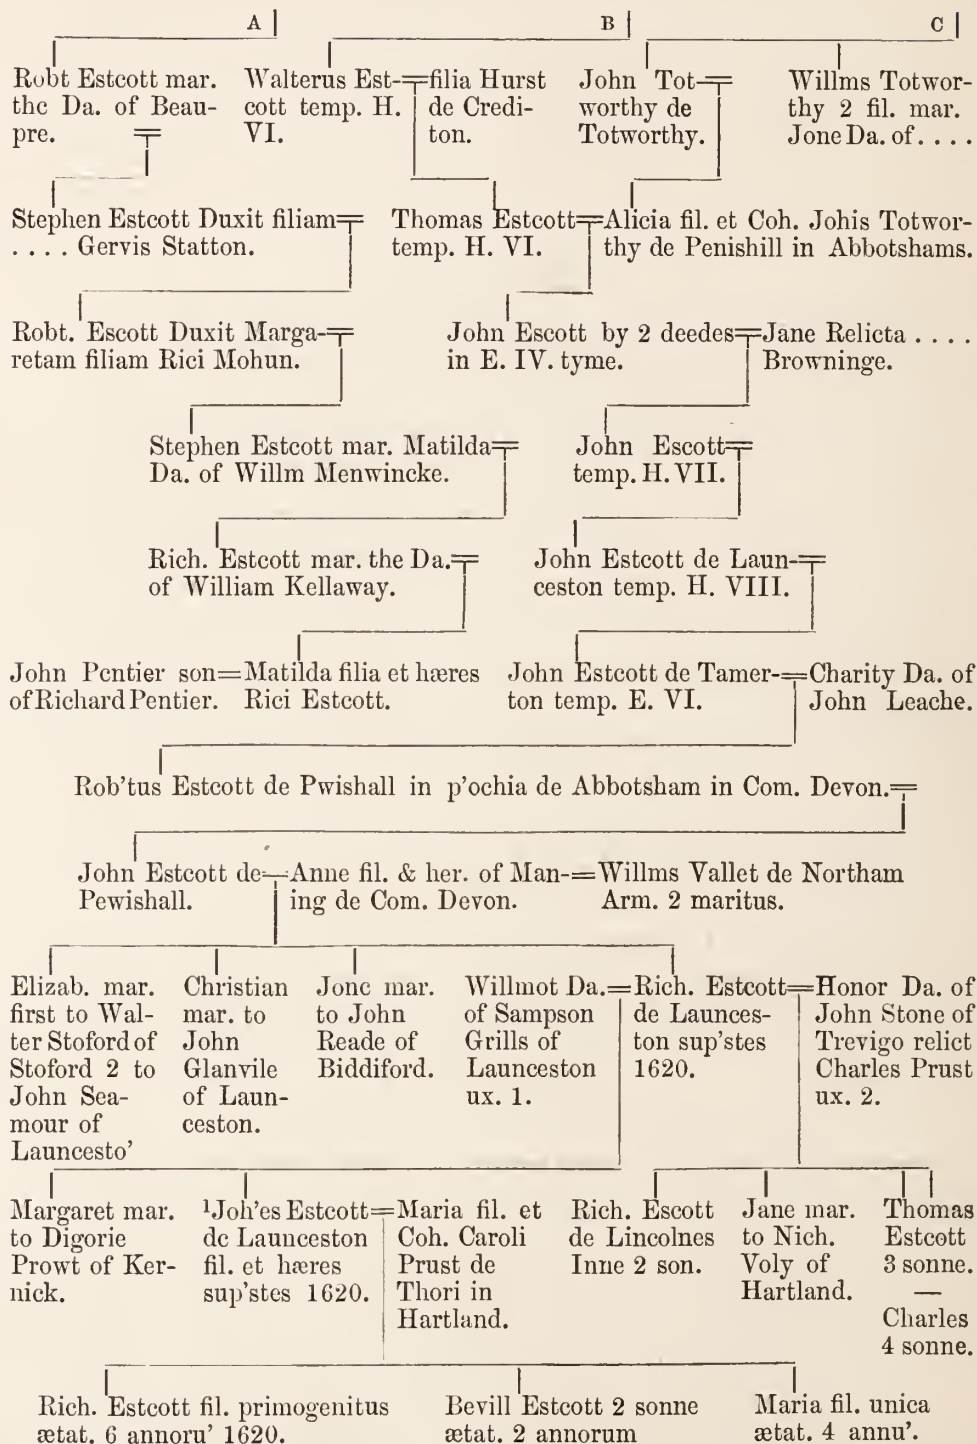 A B C
Robt Estcott mar.
the Da. of Beau-
pre.
Walterus Est-
cott temp. H.
VI.
filia Hurst
de Credi-
ton.
John Tot-
worthy de
Totworthy.
Willms Totwor-
thy 2 fil. mar.
Jone Da. of . . . .
Stephen Estcott Duxit filiam
. . . . Gervis Statton.
Thomas Estcott
temp. H. VI.
Alicia fil. et Coh. Johis Totwor-
thy de Penishill in Abbotshams.
Robt. Escott Duxit Marga-
retam filiam Rici Mohun.
John Escott by 2 deedes
in E. IV. tyme.
Jane Relicta . . . .
Browninge.
Stephen Estcott mar. Matilda
Da. of Willm Menwincke.
John Escott
temp. H. VII.
Rich. Estcott mar. the Da.
of William Kellaway.
John Estcott de Laun-
ceston temp. H. VIII.
John Pentier son
of Richard Pentier.
Matilda filia et hæres
Rici Estcott.
John Estcott de Tamer-
ton temp. E. VI.
Charity Da. of
John Leache.
Rob'tus Estcott de Pwishall in p'ochia de Abbotsham in Com. Devon.
John Estcott de
Pewishall.
Anne fil. & her. of Man-
ing de Com. Devon.
Willms Vallet de Northam
Arm. 2 maritus.
Elizab. mar.
first to Wal-
ter Stoford of
Stoford 2 to
John Sea-
mour of
Launcesto'
Christian
mar. to
John
Glanvile
of Laun-
ceston.
Jone mar.
to John
Reade of
Biddiford.
Willmot Da.
of Sampson
Grills of
Launceston
ux. 1.
Rich. Estcott
de Launces-
ton sup'stes
1620.
Honor Da. of
John Stone of
Trevigo relict
Charles Prust
ux. 2.
Margaret mar.
to Digorie
Prowt of Ker-
nick.
¹Joh'es Estcott
de Launceston
fil. et hæres
sup'stes 1620.
Maria fil. et
Coh. Caroli
Prust de
Thori in
Hartland.
Rich. Escott
de Lincolnes
Inne 2 son.
Jane mar.
to Nich.
Voly of
Hartland.
Thomas
Estcott
3 sonne.
—
Charles
4 sonne.
Rich. Estcott fil. primogenitus
ætat. 6 annoru' 1620.
Bevill Estcott 2 sonne
ætat. 2 annorum
Maria fil. unica
ætat. 4 annu'.